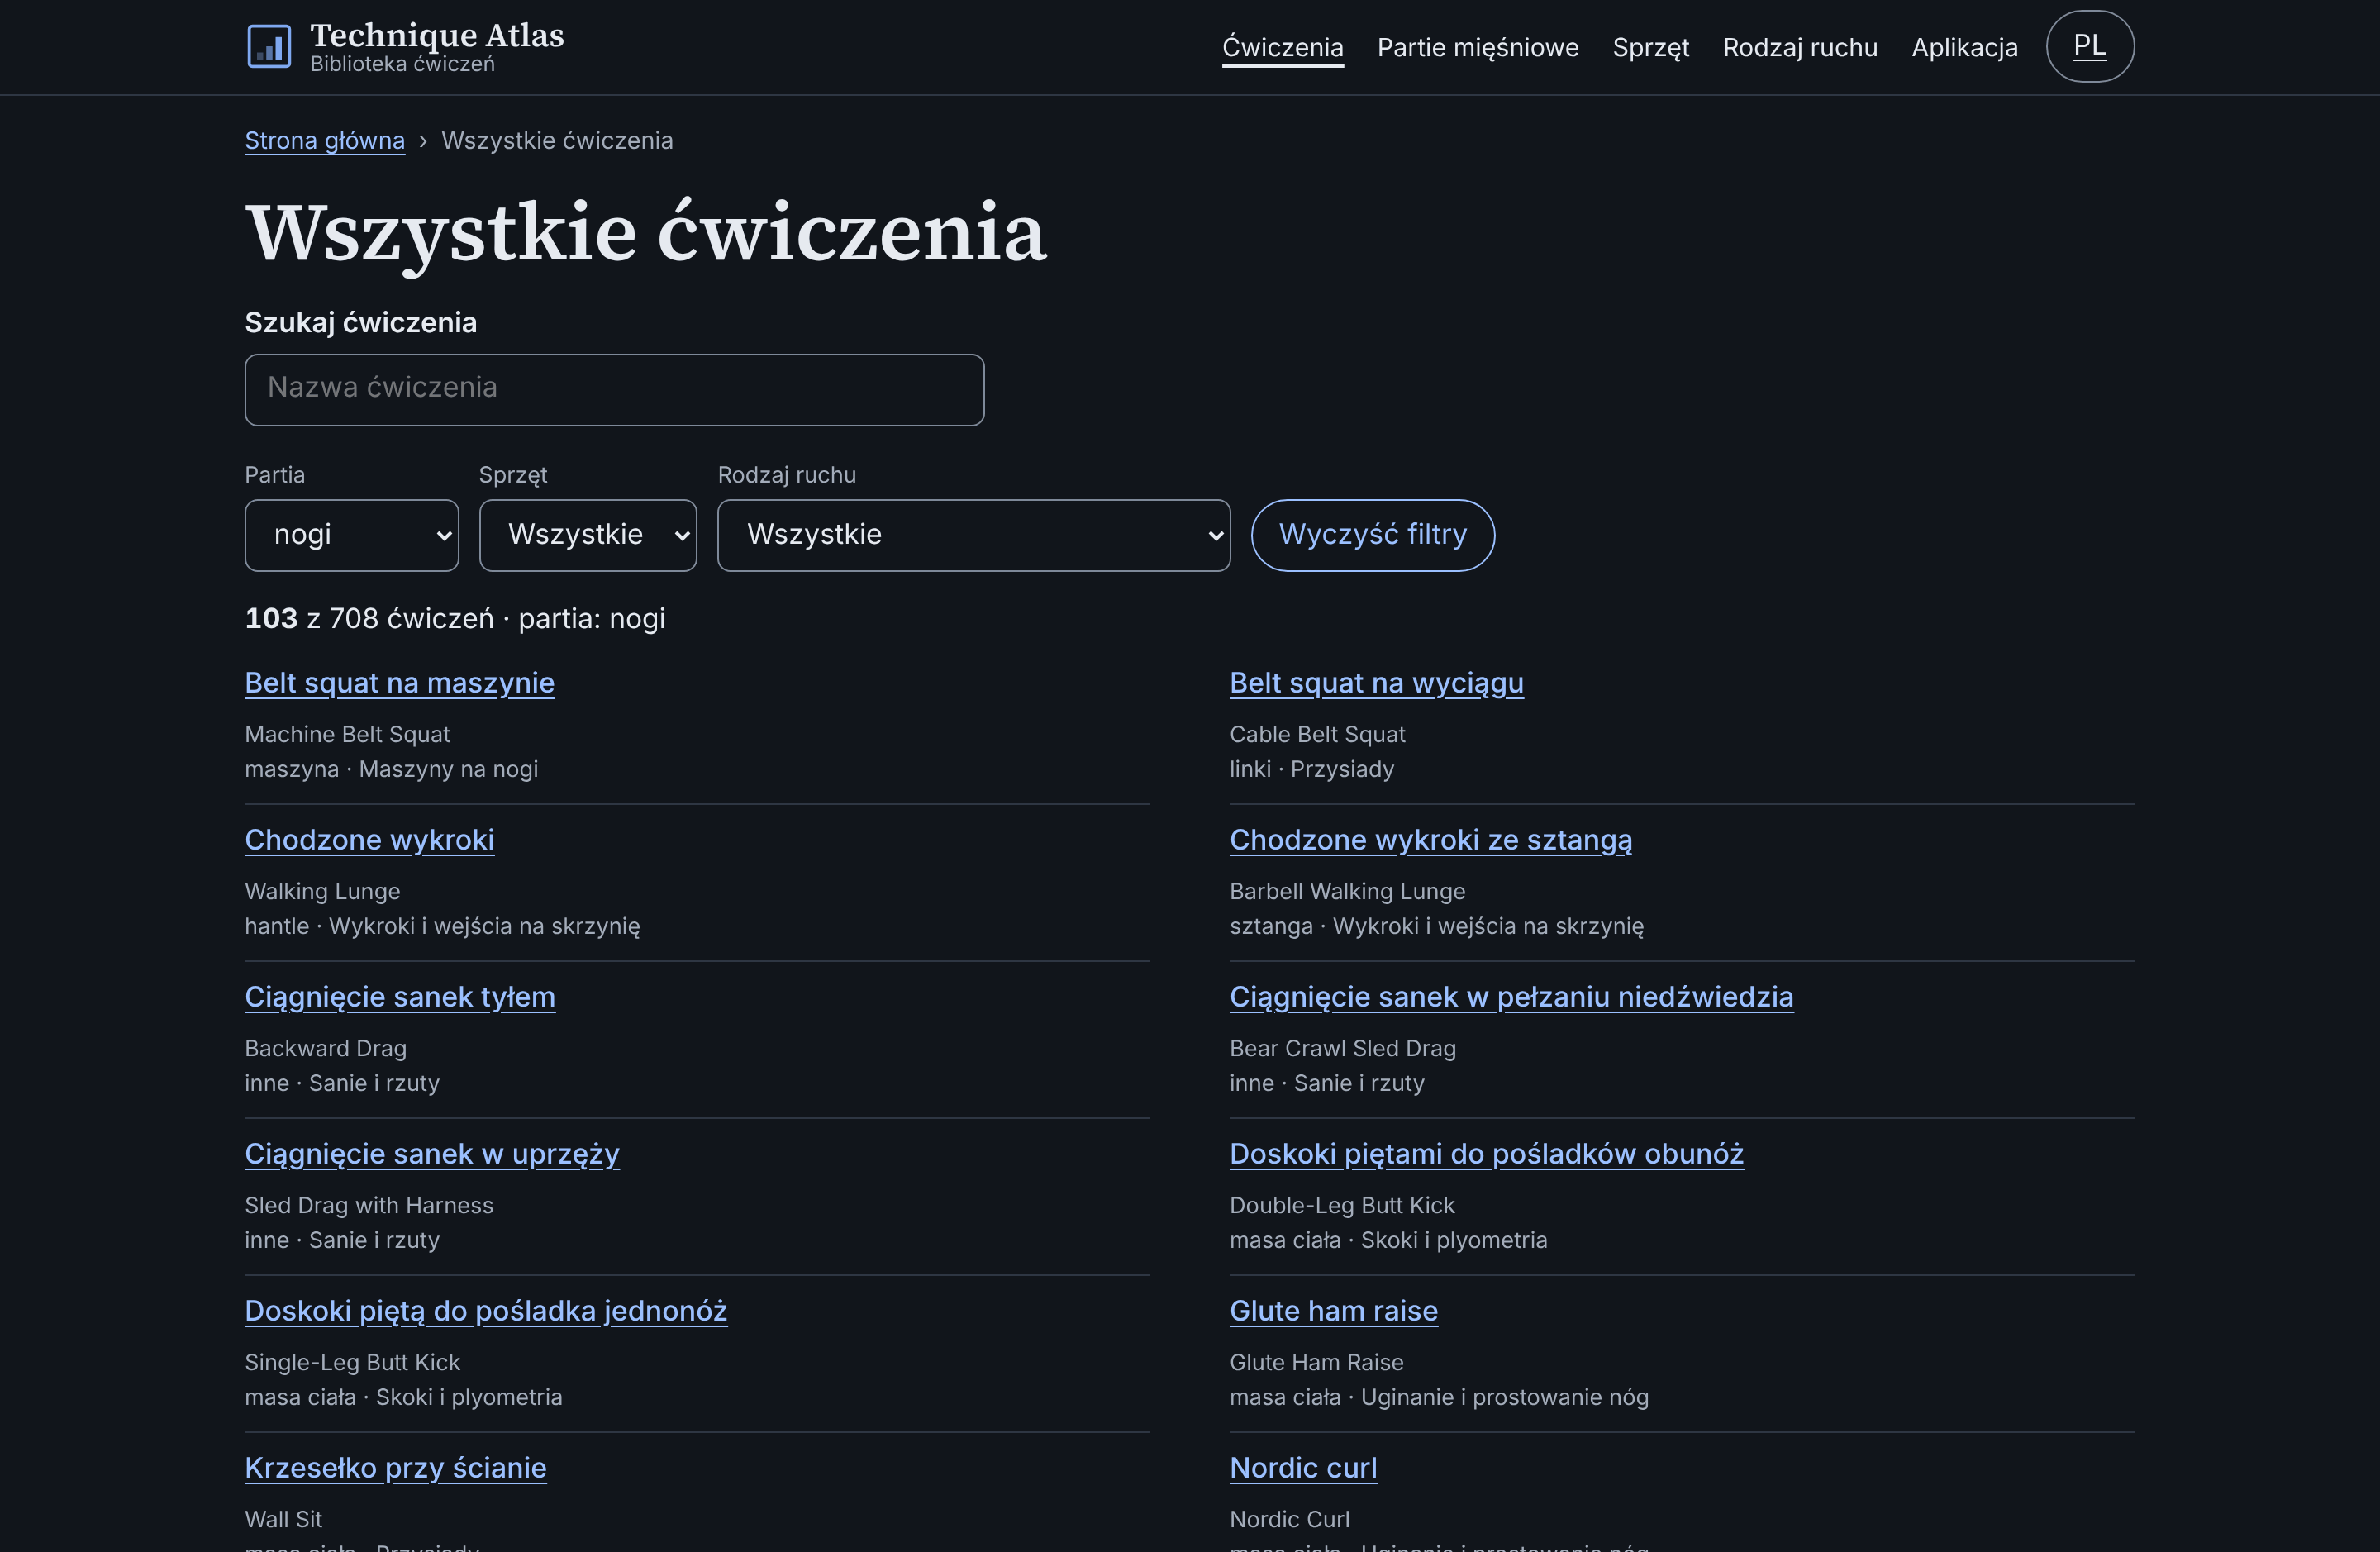 Technique Atlas
Biblioteka ćwiczeń
Ćwiczenia
Partie mięśniowe
Sprzęt
Rodzaj ruchu
Aplikacja
PL
Strona główna › Wszystkie ćwiczenia
Wszystkie ćwiczenia
Szukaj ćwiczenia
Nazwa ćwiczenia
Partia
Sprzęt
Rodzaj ruchu
nogi
Wszystkie
Wszystkie
Wyczyść filtry
103 z 708 ćwiczeń · partia: nogi
Belt squat na maszynie
Machine Belt Squat
maszyna · Maszyny na nogi
Belt squat na wyciągu
Cable Belt Squat
linki · Przysiady
Chodzone wykroki
Walking Lunge
hantle · Wykroki i wejścia na skrzynię
Chodzone wykroki ze sztangą
Barbell Walking Lunge
sztanga · Wykroki i wejścia na skrzynię
Ciągnięcie sanek tyłem
Backward Drag
inne · Sanie i rzuty
Ciągnięcie sanek w pełzaniu niedźwiedzia
Bear Crawl Sled Drag
inne · Sanie i rzuty
Ciągnięcie sanek w uprzęży
Sled Drag with Harness
inne · Sanie i rzuty
Doskoki piętami do pośladków obunóż
Double-Leg Butt Kick
masa ciała · Skoki i plyometria
Doskoki piętą do pośladka jednonóż
Single-Leg Butt Kick
masa ciała · Skoki i plyometria
Glute ham raise
Glute Ham Raise
masa ciała · Uginanie i prostowanie nóg
Krzesełko przy ścianie
Wall Sit
masa ciała · Przysiady
Nordic curl
Nordic Curl
masa ciała · Uginanie i prostowanie nóg